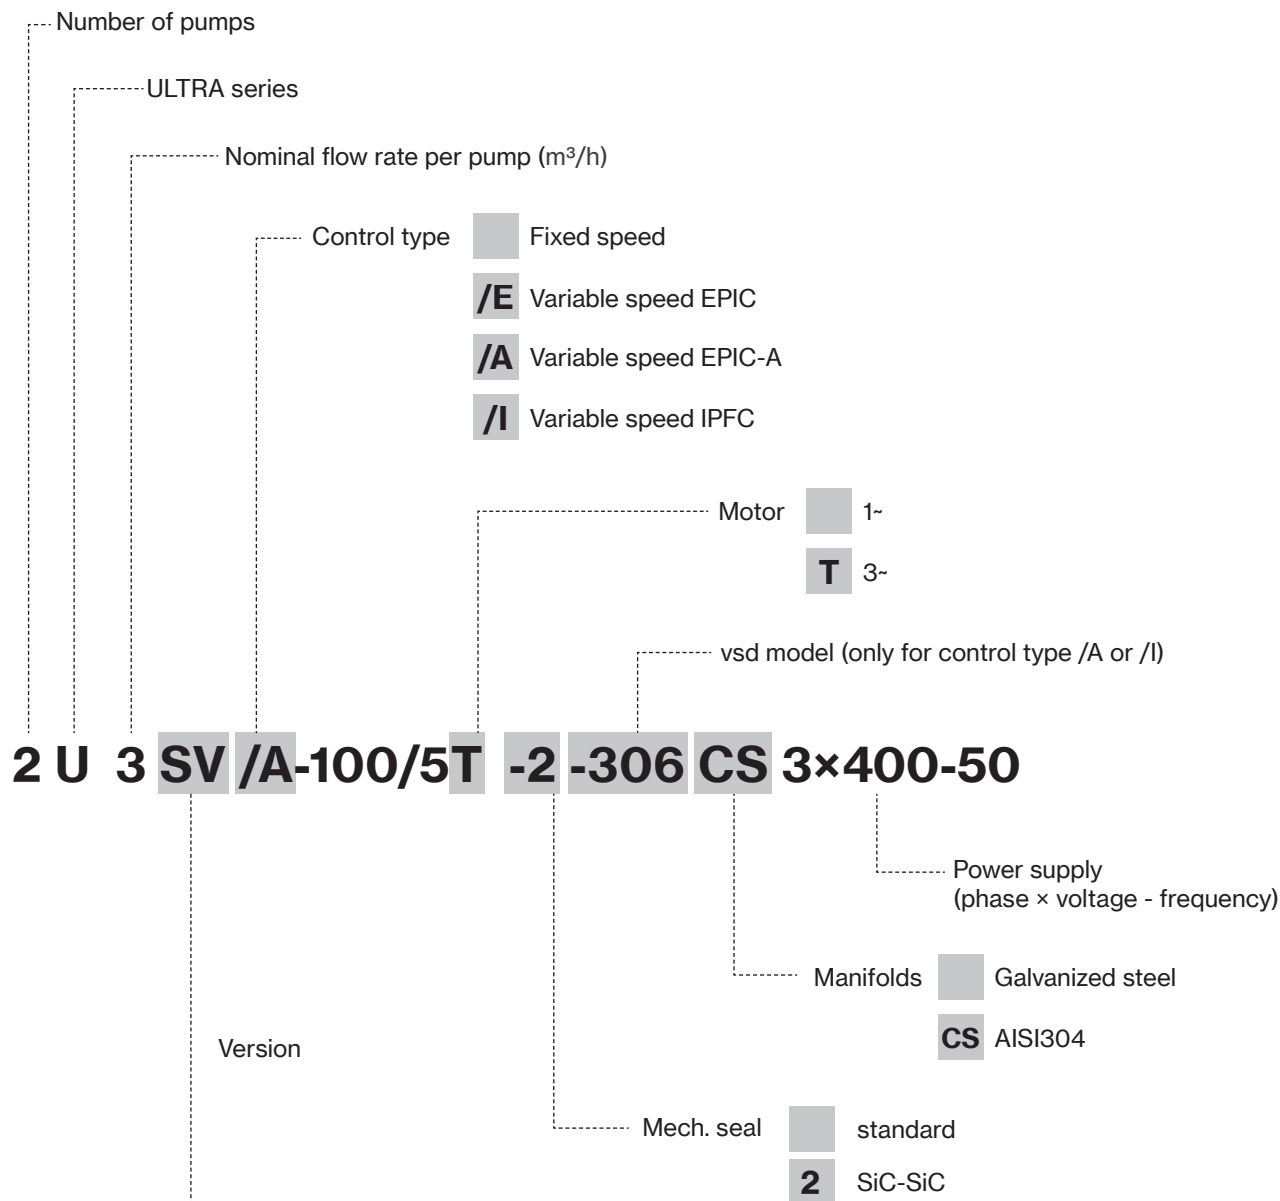 Number of pumps
ULTRA series
Nominal flow rate per pump (m³/h)
Control type Fixed speed
/E Variable speed EPIC
/A Variable speed EPIC-A
/I Variable speed IPFC
Motor 1~
T 3~
vsd model (only for control type /A or /I)
2 U 3 SV /A-100/5T -2 -306 CS 3×400-50
Power supply
(phase × voltage - frequency)
Manifolds Galvanized steel
CS AISI304
Version
Mech. seal standard
2 SiC-SiC